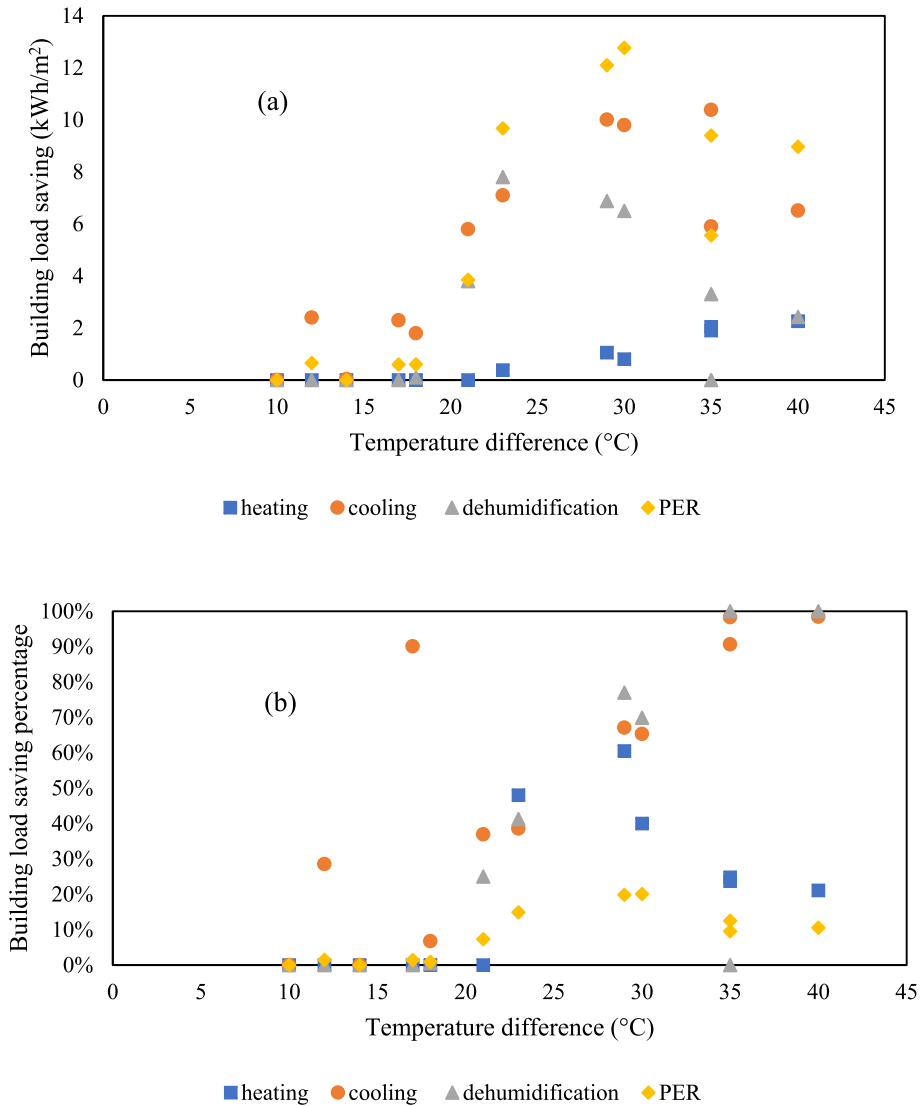 14
12
10
8
6
4
2
0
Building load saving (kWh/m²)
(a)
0 5 10 15 20 25 30 35 40 45
Temperature difference (°C)
heating cooling dehumidification PER
100%
90%
80%
70%
60%
50%
40%
30%
20%
10%
0%
Building load saving percentage
(b)
0 5 10 15 20 25 30 35 40 45
Temperature difference (°C)
heating cooling dehumidification PER